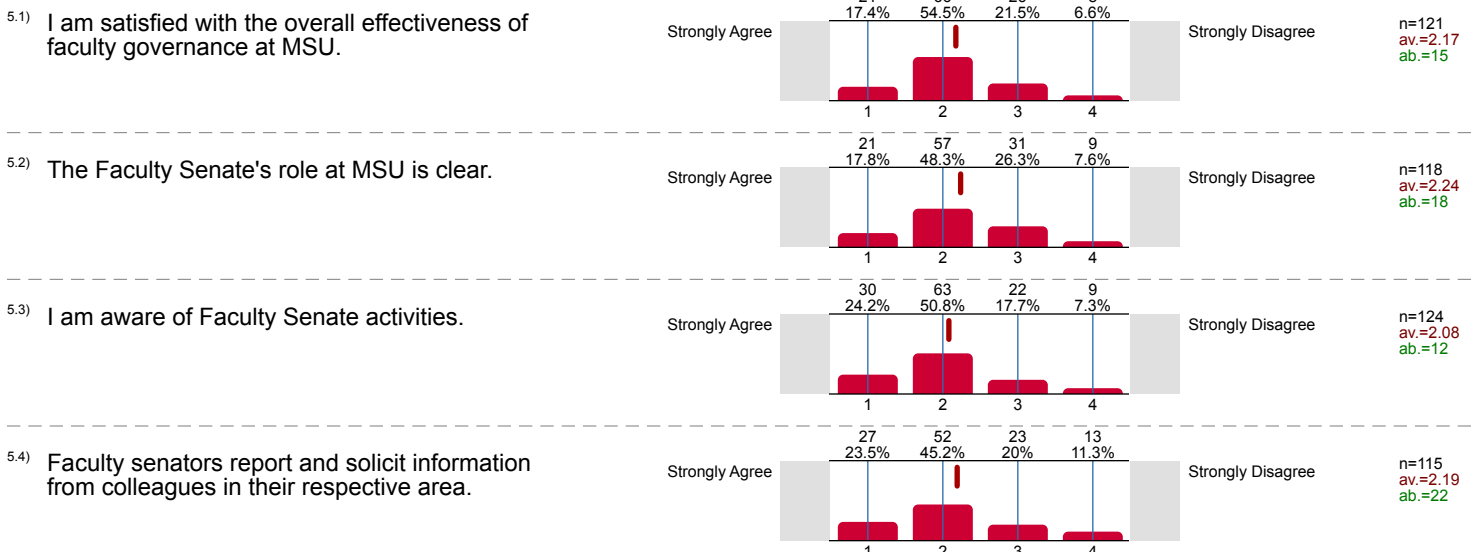 5.1) I am satisfied with the overall effectiveness of
faculty governance at MSU.
17.4% 54.5% 21.5% 6.6%
Strongly Agree
Strongly Disagree
n=121
av.=2.17
ab.=15
1 2 3 4
5.2) The Faculty Senate's role at MSU is clear.
21 57 31 9
17.8% 48.3% 26.3% 7.6%
Strongly Agree
Strongly Disagree
n=118
av.=2.24
ab.=18
1 2 3 4
5.3) I am aware of Faculty Senate activities.
30 63 22 9
24.2% 50.8% 17.7% 7.3%
Strongly Agree
Strongly Disagree
n=124
av.=2.08
ab.=12
1 2 3 4
5.4) Faculty senators report and solicit information
from colleagues in their respective area.
27 52 23 13
23.5% 45.2% 20% 11.3%
Strongly Agree
Strongly Disagree
n=115
av.=2.19
ab.=22
1 2 3 4